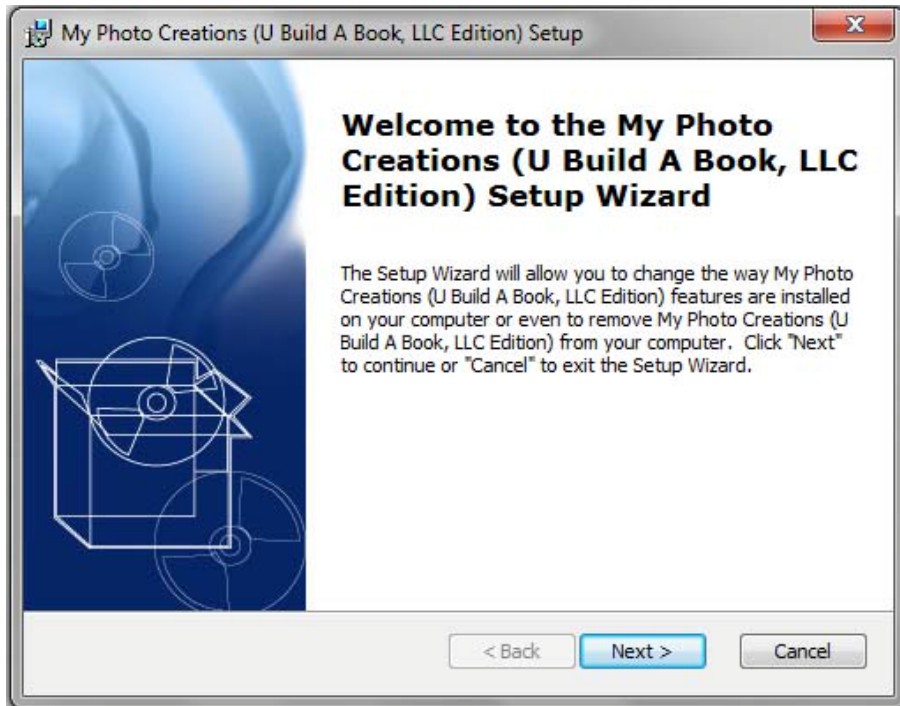 My Photo Creations (U Build A Book, LLC Edition) Setup
Welcome to the My Photo
Creations (U Build A Book, LLC
Edition) Setup Wizard
The Setup Wizard will allow you to change the way My Photo
Creations (U Build A Book, LLC Edition) features are installed
on your computer or even to remove My Photo Creations (U
Build A Book, LLC Edition) from your computer.  Click "Next"
to continue or "Cancel" to exit the Setup Wizard.
< Back Next > Cancel